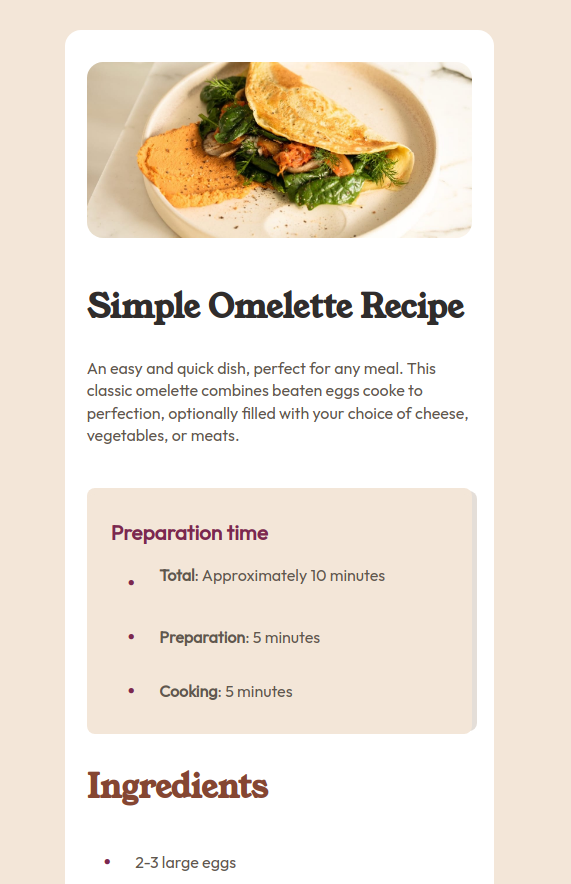 Simple Omelette Recipe
An easy and quick dish, perfect for any meal. This
classic omelette combines beaten eggs cooke to
perfection, optionally filled with your choice of cheese,
vegetables, or meats.
Preparation time
• Total: Approximately 10 minutes
• Preparation: 5 minutes
• Cooking: 5 minutes
Ingredients
• 2-3 large eggs